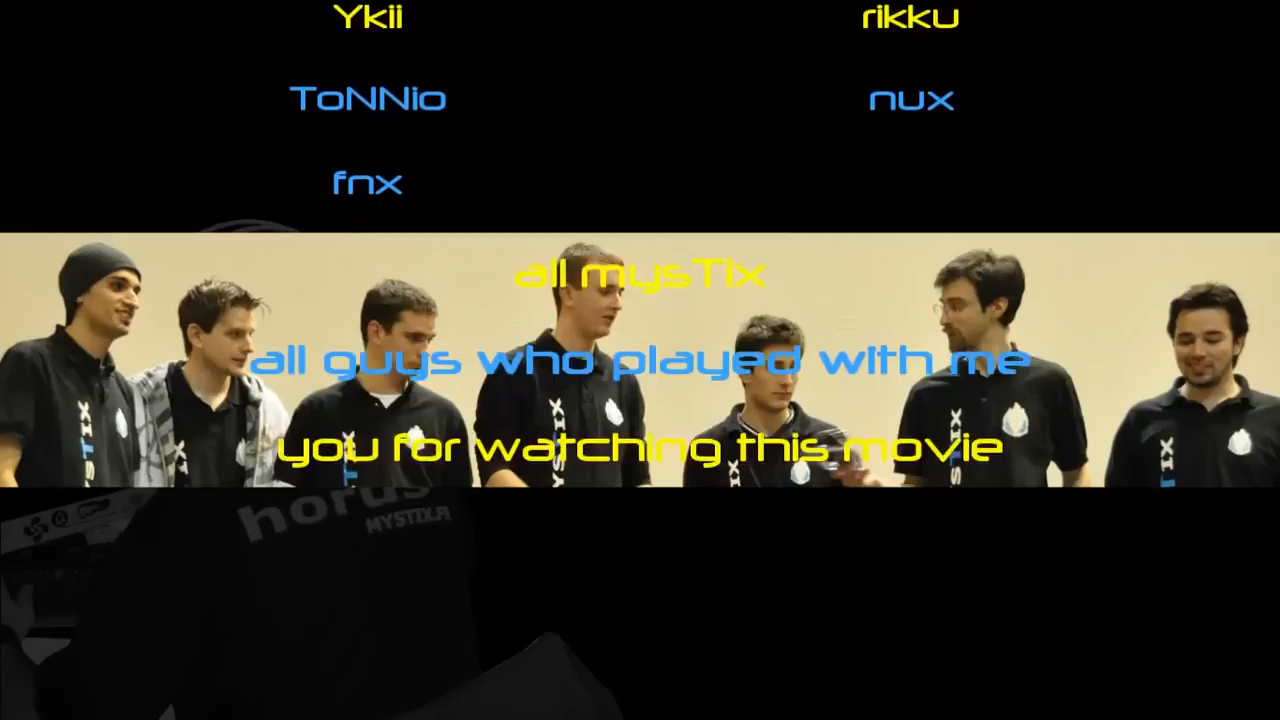 Ykii rikku
ToNNio nux
fnx
all mysTIx
all guys who played with me
you for watching this movie
horus
MYSTIX.FR